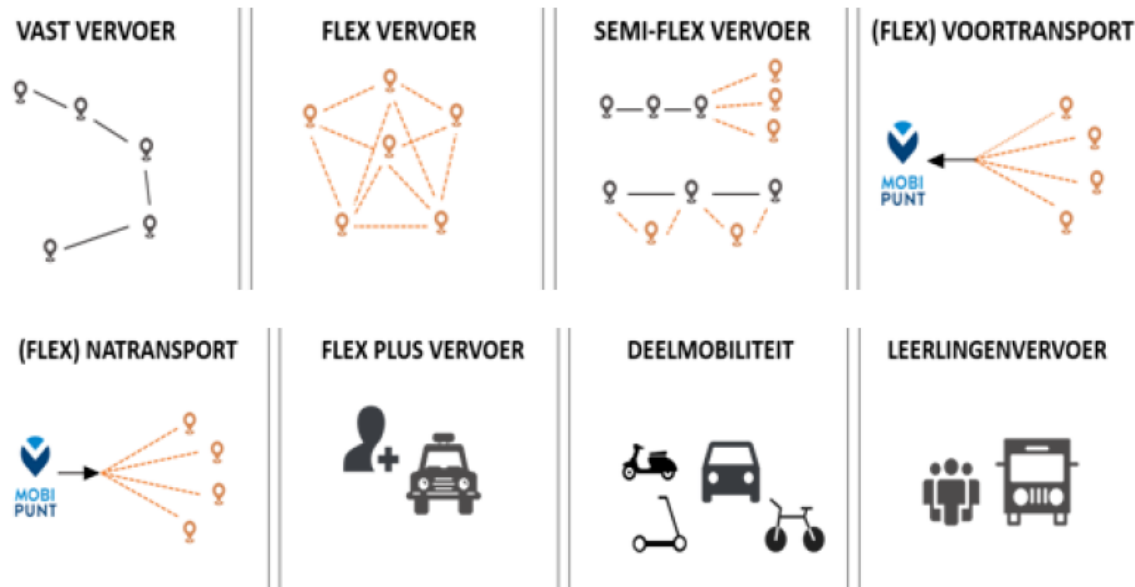 VAST VERVOER
FLEX VERVOER
SEMI-FLEX VERVOER
(FLEX) VOORTRANSPORT
MOBI
PUNT
(FLEX) NATRANSPORT
FLEX PLUS VERVOER
DEELMOBILITEIT
LEERLINGENVERVOER
MOBI
PUNT